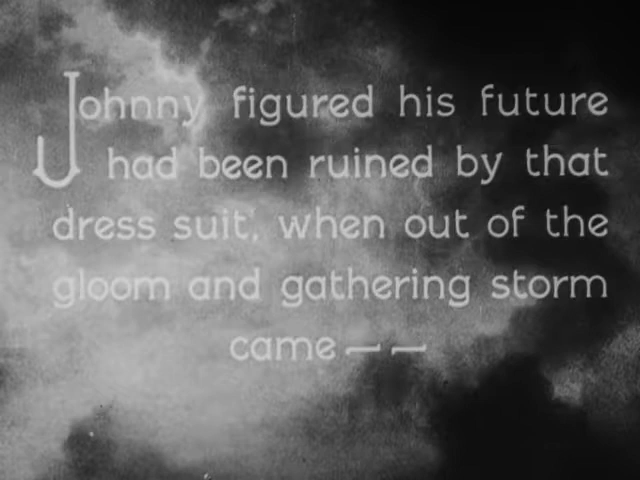 Johnny figured his future
had been ruined by that
dress suit, when out of the
gloom and gathering storm
came — —